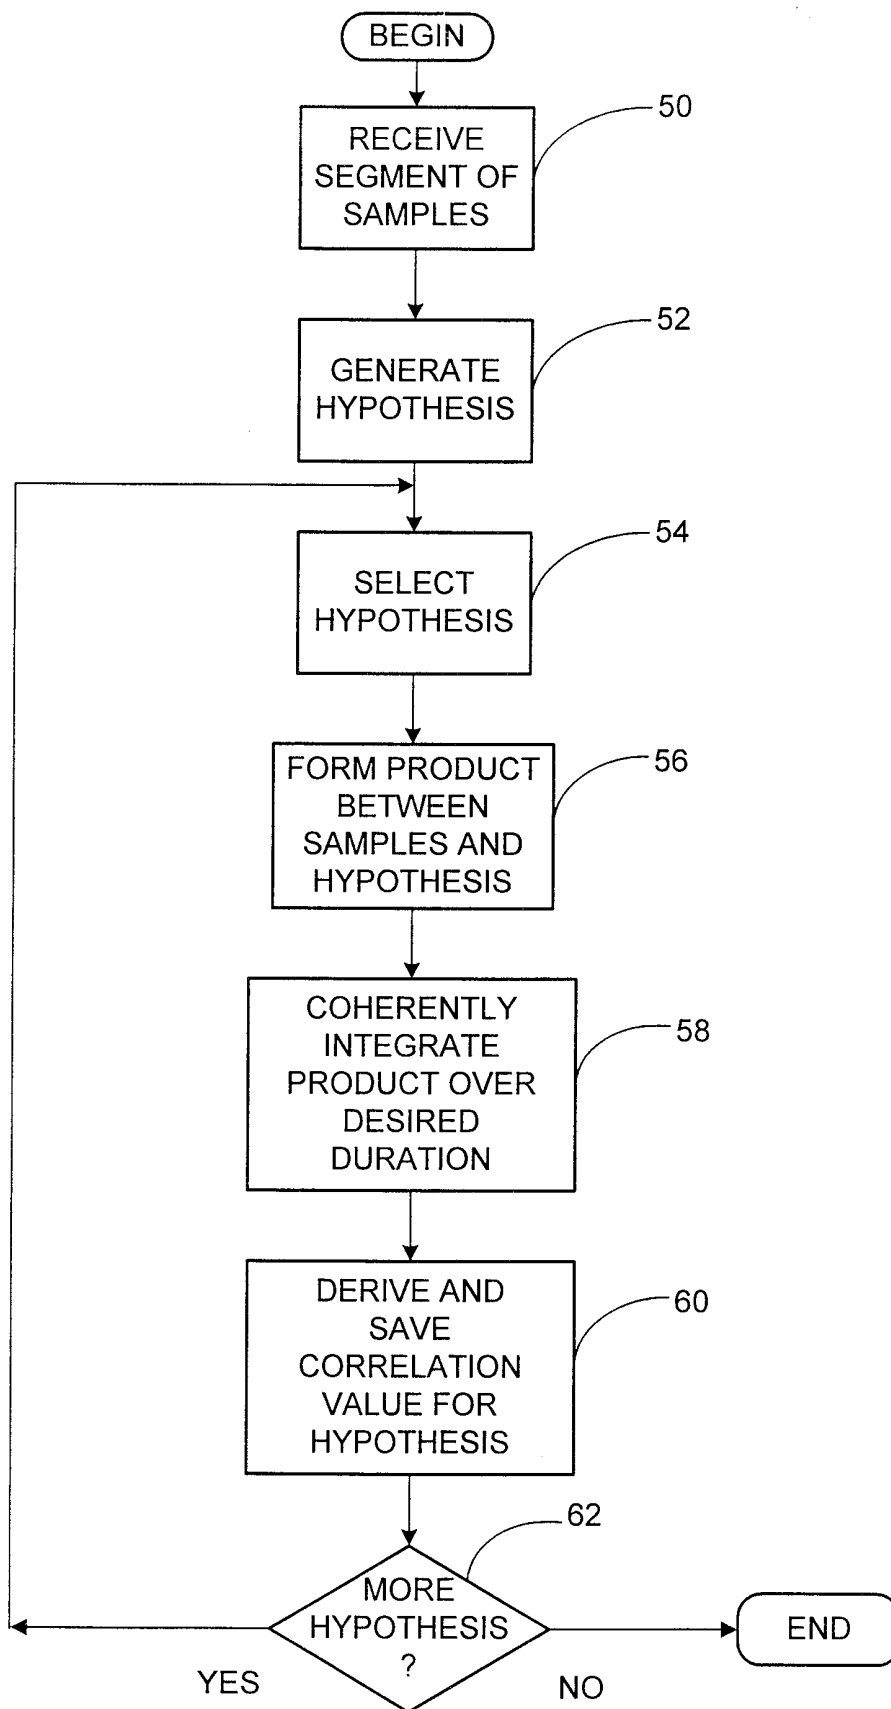 BEGIN
50
RECEIVE
SEGMENT OF
SAMPLES
52
GENERATE
HYPOTHESIS
54
SELECT
HYPOTHESIS
56
FORM PRODUCT
BETWEEN
SAMPLES AND
HYPOTHESIS
58
COHERENTLY
INTEGRATE
PRODUCT OVER
DESIRED
DURATION
60
DERIVE AND
SAVE
CORRELATION
VALUE FOR
HYPOTHESIS
62
MORE
HYPOTHESIS
?
END
YES
NO